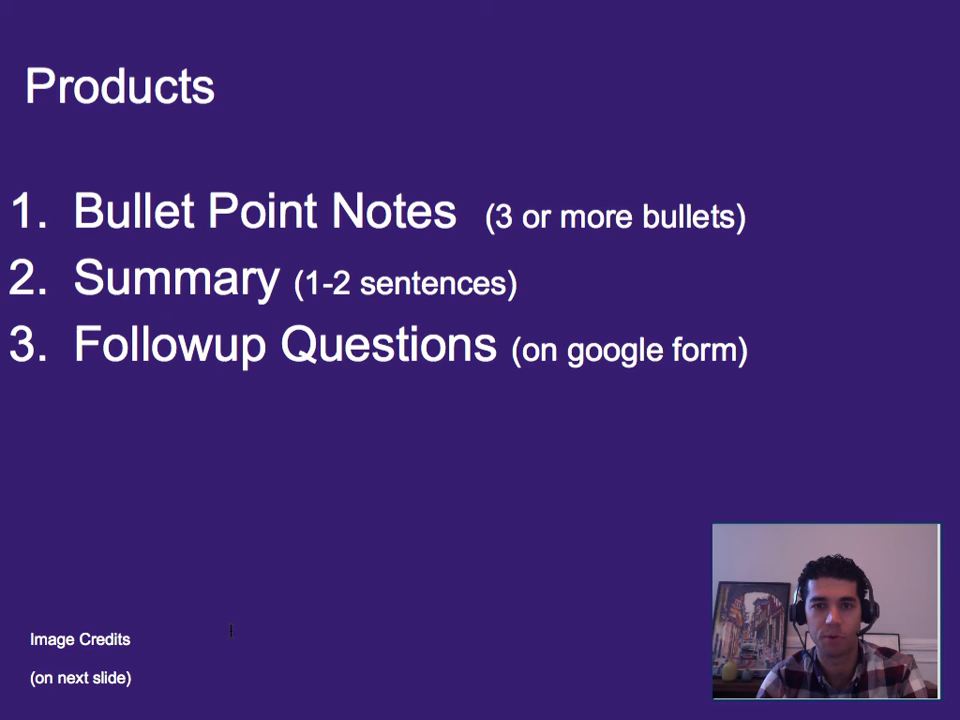 Products
1. Bullet Point Notes (3 or more bullets)
2. Summary (1-2 sentences)
3. Followup Questions (on google form)
Image Credits
(on next slide)